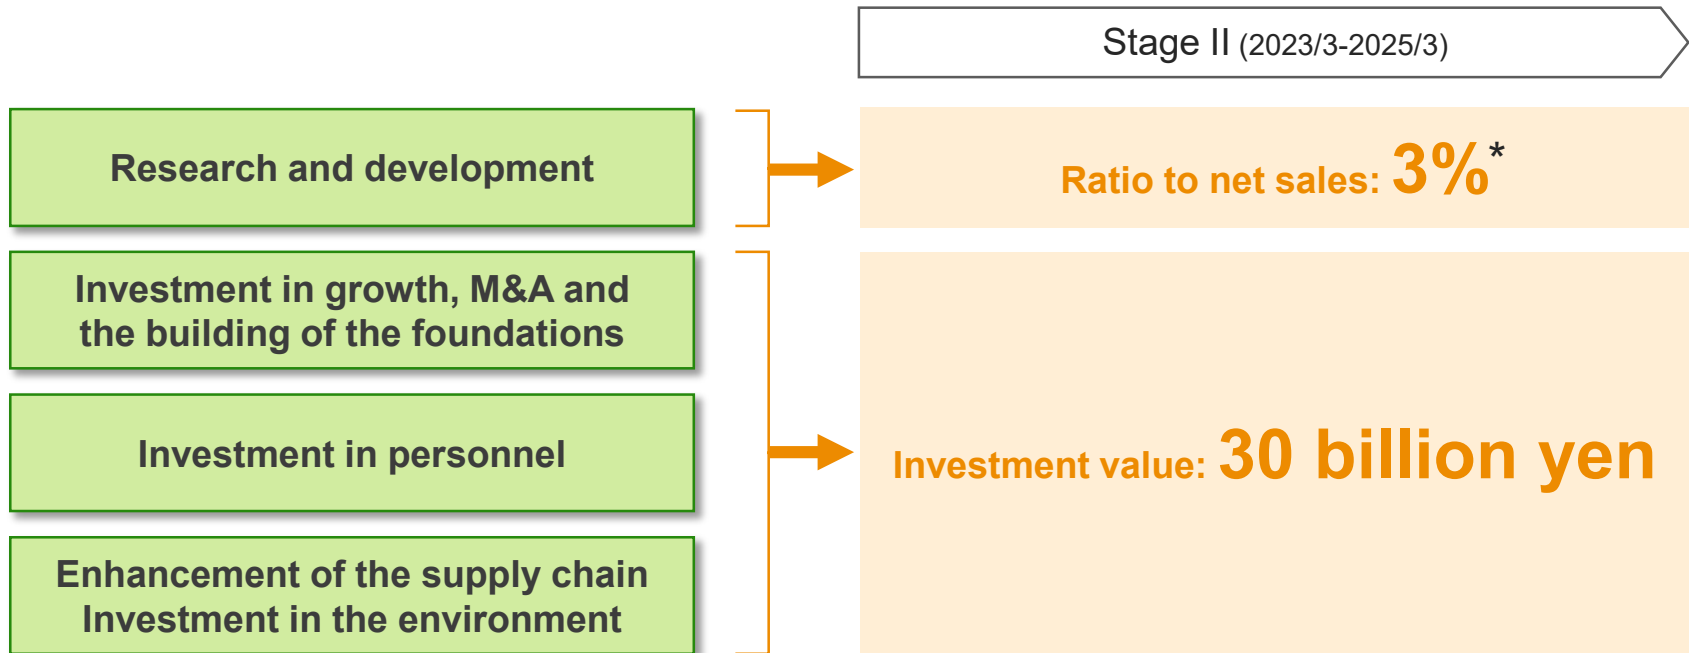 Stage II (2023/3-2025/3)
Research and development
Ratio to net sales: 3%*
Investment in growth, M&A and
the building of the foundations
Investment in personnel
Investment value: 30 billion yen
Enhancement of the supply chain
Investment in the environment